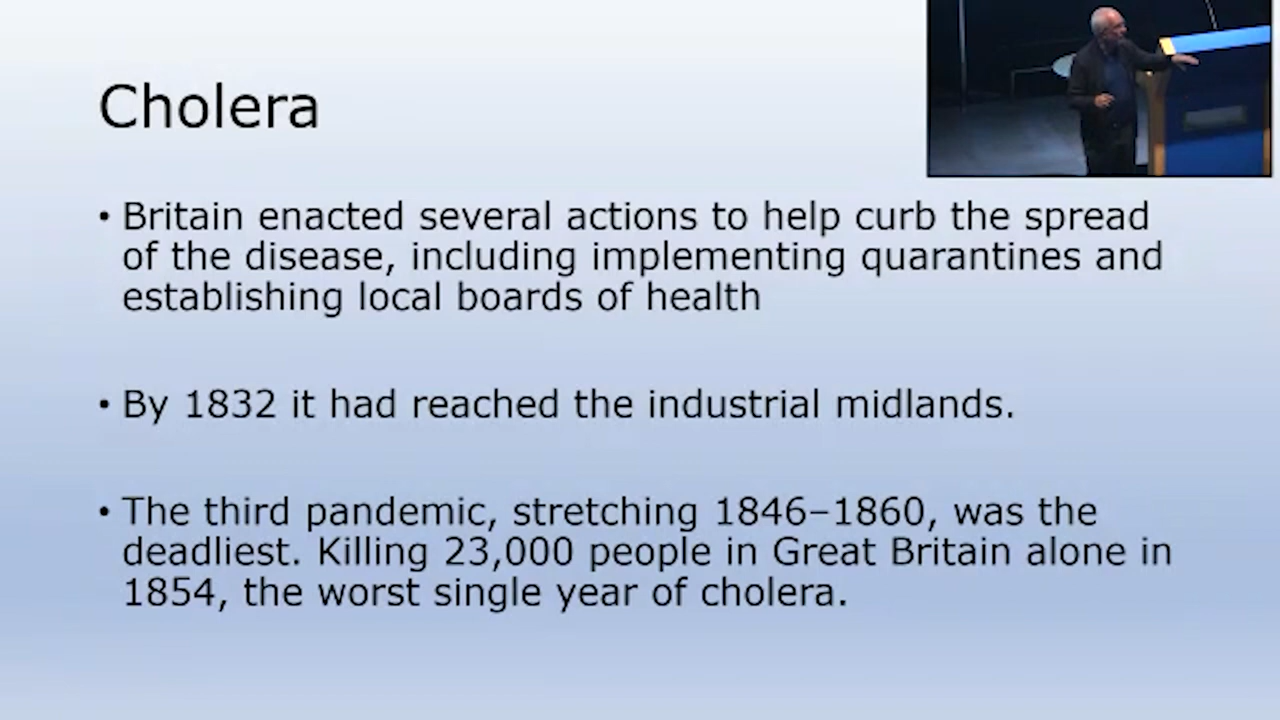 Cholera
• Britain enacted several actions to help curb the spread
of the disease, including implementing quarantines and
establishing local boards of health
• By 1832 it had reached the industrial midlands.
• The third pandemic, stretching 1846–1860, was the
deadliest. Killing 23,000 people in Great Britain alone in
1854, the worst single year of cholera.